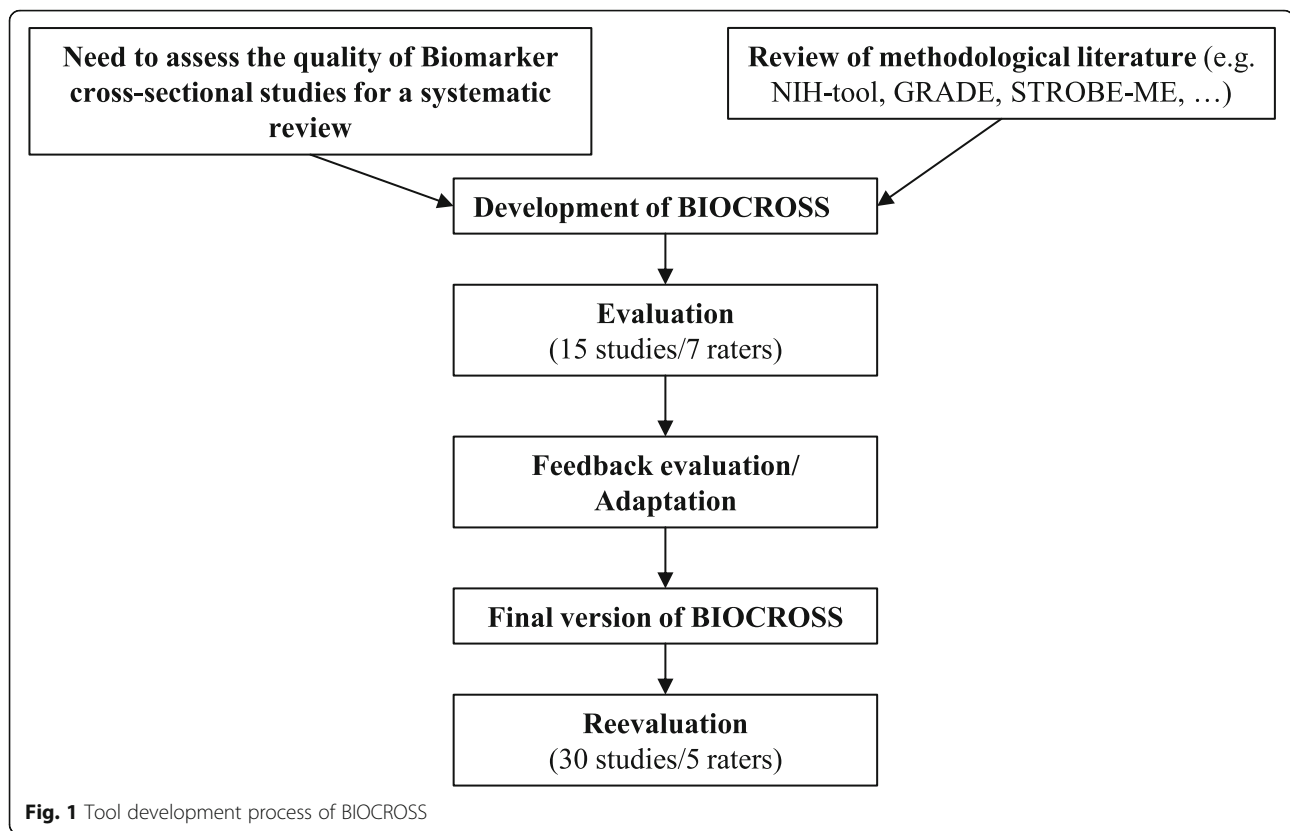 Need to assess the quality of Biomarker
cross-sectional studies for a systematic
review
Review of methodological literature (e.g.
NIH-tool, GRADE, STROBE-ME, …)
Development of BIOCROSS
Evaluation
(15 studies/7 raters)
Feedback evaluation/
Adaptation
Final version of BIOCROSS
Reevaluation
(30 studies/5 raters)
Fig. 1 Tool development process of BIOCROSS